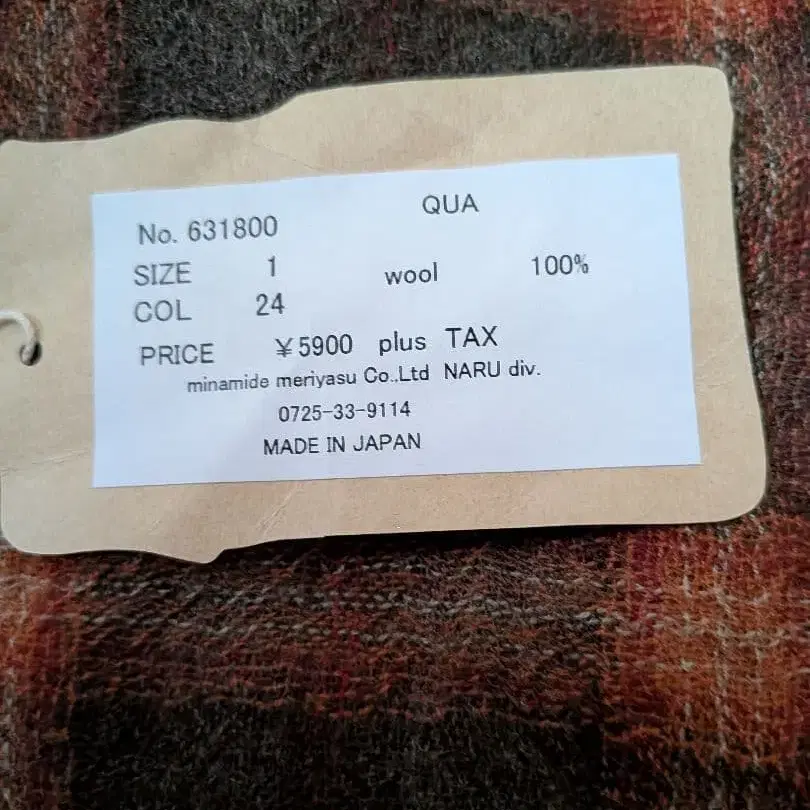 QUA
No. 631800
SIZE 1 wool 100%
COL 24
PRICE ¥5900 plus TAX
minamide meriyasu Co.,Ltd NARU div.
0725-33-9114
MADE IN JAPAN